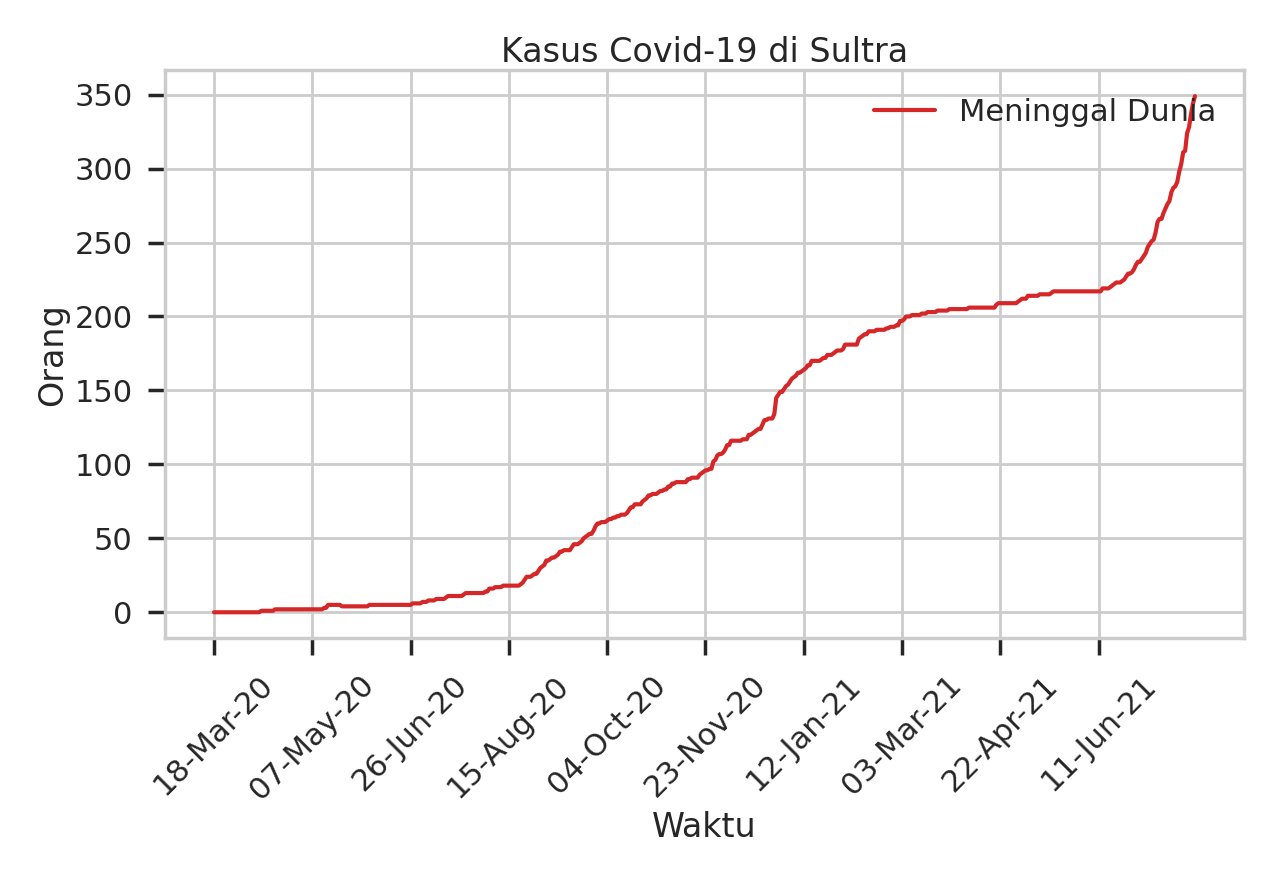 Kasus Covid-19 di Sultra
Meninggal Dunia
Orang
350
300
250
200
150
100
50
0
18-Mar-20
07-May-20
26-Jun-20
15-Aug-20
04-Oct-20
23-Nov-20
12-Jan-21
03-Mar-21
22-Apr-21
11-Jun-21
Waktu